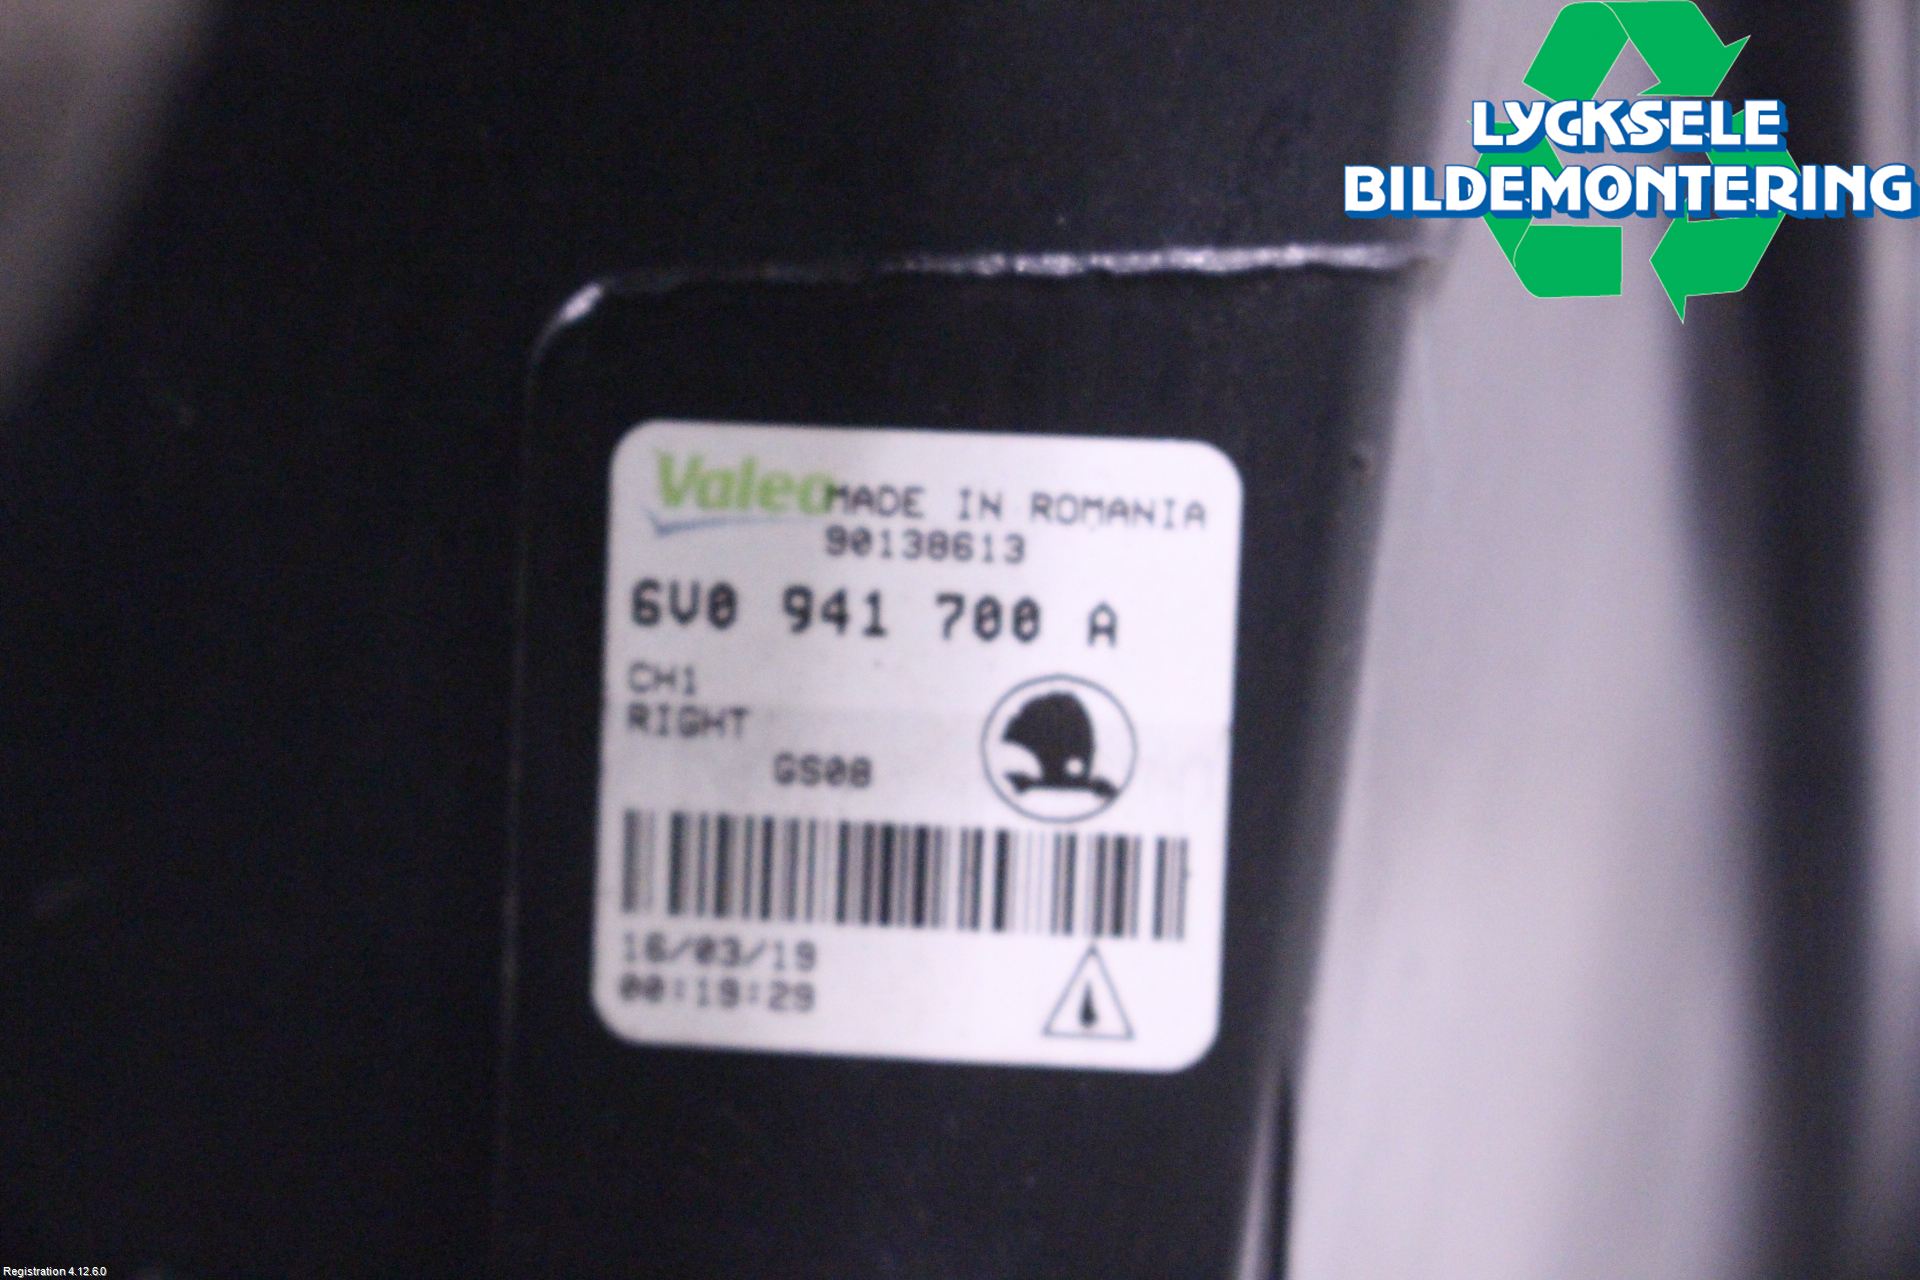 LYCKSELE
BILDEMONTERING
Valeo MADE IN ROMANIA
90138613
6V0 941 700 A
CH1
RIGHT
GS08
16/03/19
00:19:29
Registration 4.12.6.0